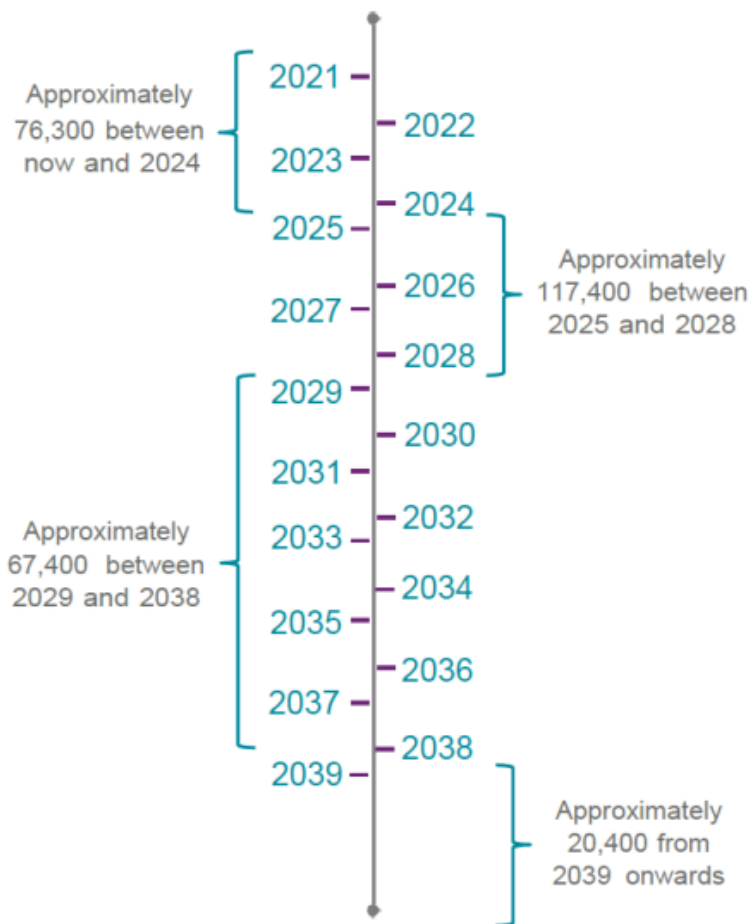 2021
Approximately
76,300 between
now and 2024
2022
2023
2024
2025
Approximately
117,400 between
2025 and 2028
2026
2027
2028
2029
2030
2031
2032
Approximately
67,400 between
2029 and 2038
2033
2034
2035
2036
2037
2038
2039
Approximately
20,400 from
2039 onwards